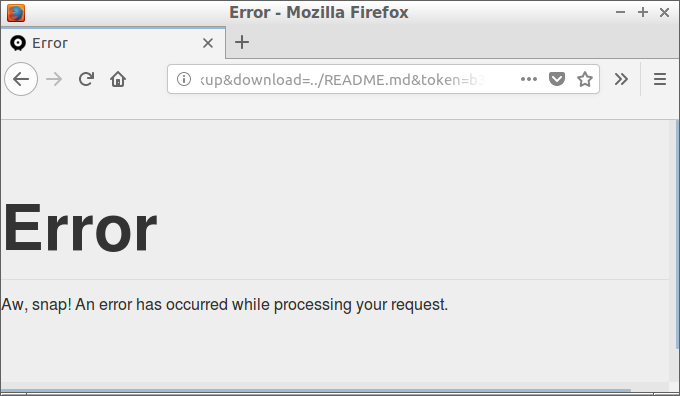 Error - Mozilla Firefox
Error
kup&download=../README.md&token=b
Error
Aw, snap! An error has occurred while processing your request.